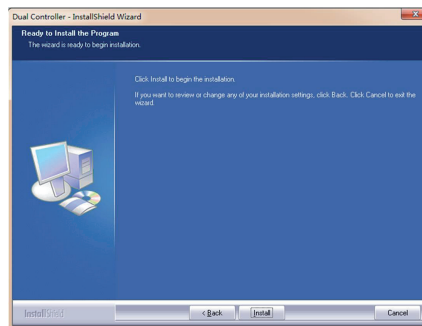 Dual Controller - InstallShield Wizard
Ready to Install the Program
The wizard is ready to begin installation.
Click Install to begin the installation.
If you want to review or change any of your installation settings, click Back. Click Cancel to exit the
wizard.
InstallShield
< Back
Install
Cancel